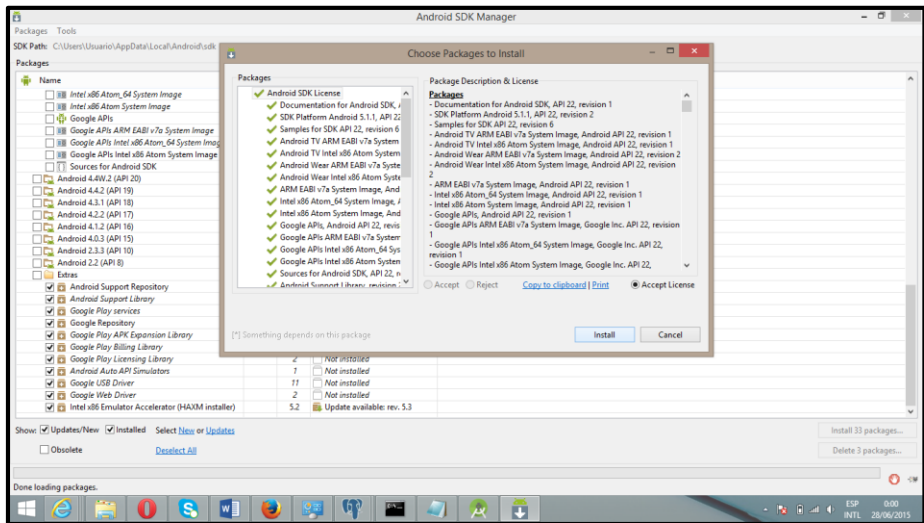 Android SDK Manager
Packages Tools
SDK Path: C:\Users\Usuario\AppData\Local\Android\sdk
Packages
Name
Intel x86 Atom_64 System Image
Intel x86 Atom System Image
Google APIs
Google APIs ARM EABI v7a System Image
Google APIs Intel x86 Atom_64 System Imag
Google APIs Intel x86 Atom System Image
Sources for Android SDK
Android 4.4W.2 (API 20)
Android 4.4.2 (API 19)
Android 4.3.1 (API 18)
Android 4.2.2 (API 17)
Android 4.1.2 (API 16)
Android 4.0.3 (API 15)
Android 2.3.3 (API 10)
Android 2.2 (API 8)
Extras
Android Support Repository
Android Support Library
Google Play services
Google Repository
Google Play APK Expansion Library
Google Play Billing Library
Google Play Licensing Library 2 Not installed
Android Auto API Simulators 1 Not installed
Google USB Driver 11 Not installed
Google Web Driver 2 Not installed
Intel x86 Emulator Accelerator (HAXM installer) 5.2 Update available: rev. 5.3
Choose Packages to Install
Packages
Android SDK License
Documentation for Android SDK, 
SDK Platform Android 5.1.1, API 22
Samples for SDK API 22, revision 6
Android TV ARM EABI v7a System
Android TV Intel x86 Atom System
Android Wear ARM EABI v7a Syste
Android Wear Intel x86 Atom Syste
ARM EABI v7a System Image, And
Intel x86 Atom_64 System Image, 
Intel x86 Atom System Image, And
Google APIs, Android API 22, revis
Google APIs ARM EABI v7a System
Google APIs Intel x86 Atom_64 Sys
Google APIs Intel x86 Atom System
Sources for Android SDK, API 22, 
Android Support Library, revision
Package Description & License
Packages
- Documentation for Android SDK, API 22, revision 1
- SDK Platform Android 5.1.1, API 22, revision 2
- Samples for SDK API 22, revision 6
- Android TV ARM EABI v7a System Image, Android API 22, revision 1
- Android TV Intel x86 Atom System Image, Android API 22, revision 1
- Android Wear ARM EABI v7a System Image, Android API 22, revision 2
- Android Wear Intel x86 Atom System Image, Android API 22, revision
2
- ARM EABI v7a System Image, Android API 22, revision 1
- Intel x86 Atom_64 System Image, Android API 22, revision 1
- Intel x86 Atom System Image, Android API 22, revision 1
- Google APIs, Android API 22, revision 1
- Google APIs ARM EABI v7a System Image, Google Inc. API 22, revision
1
- Google APIs Intel x86 Atom_64 System Image, Google Inc. API 22,
revision 1
- Google APIs Intel x86 Atom System Image, Google Inc. API 22,
Accept Reject Copy to clipboard | Print Accept License
[*] Something depends on this package
Install Cancel
Show: Updates/New Installed Select New or Updates
Install 33 packages...
Obsolete Deselect All
Delete 3 packages...
Done loading packages.
ESP 0:00
INTL 28/06/2015